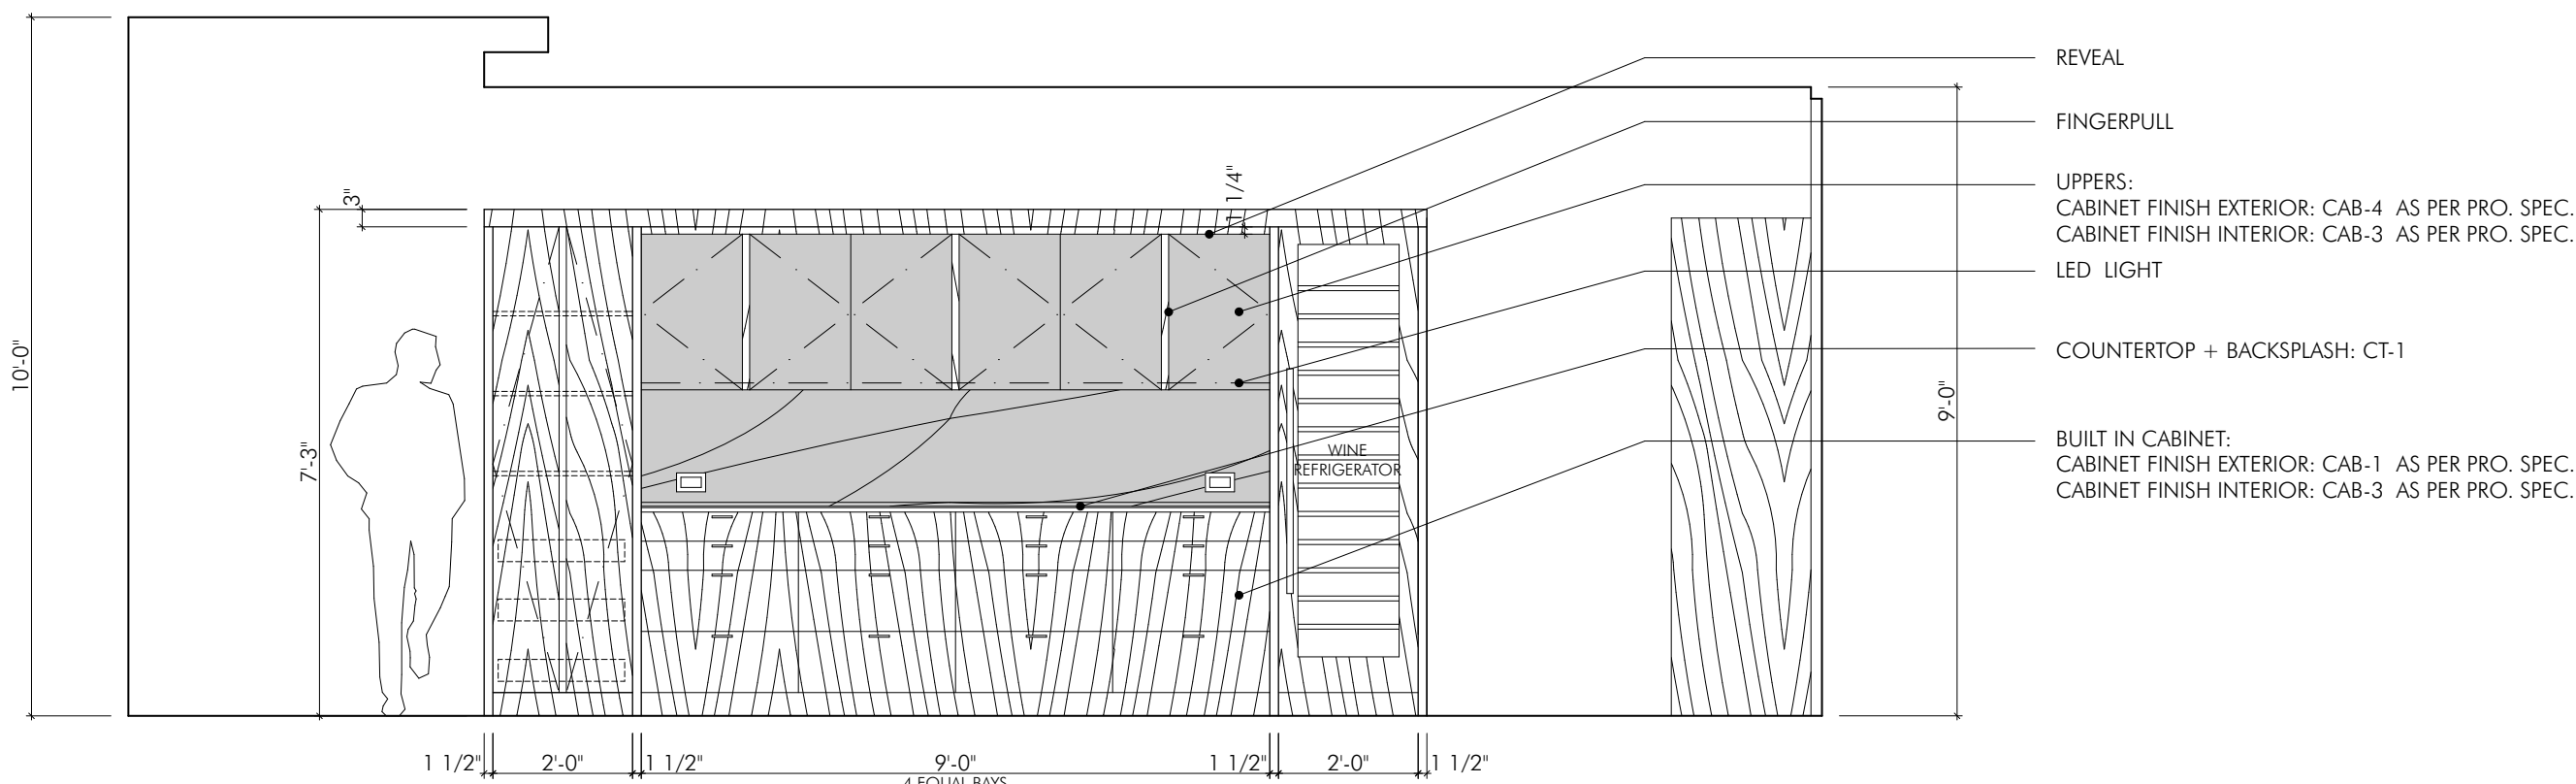 REVEAL
FINGERPULL
UPPERS:
CABINET FINISH EXTERIOR: CAB-4 AS PER PRO. SPEC.
CABINET FINISH INTERIOR: CAB-3 AS PER PRO. SPEC.
LED LIGHT
COUNTERTOP + BACKSPLASH: CT-1
BUILT IN CABINET:
CABINET FINISH EXTERIOR: CAB-1 AS PER PRO. SPEC.
CABINET FINISH INTERIOR: CAB-3 AS PER PRO. SPEC.
10'-0"
7'-3"
3"
1 1/4"
9'-0"
WINE
REFRIGERATOR
1 1/2" 2'-0" 1 1/2" 9'-0" 1 1/2" 2'-0" 1 1/2"
4 EQUAL BAYS